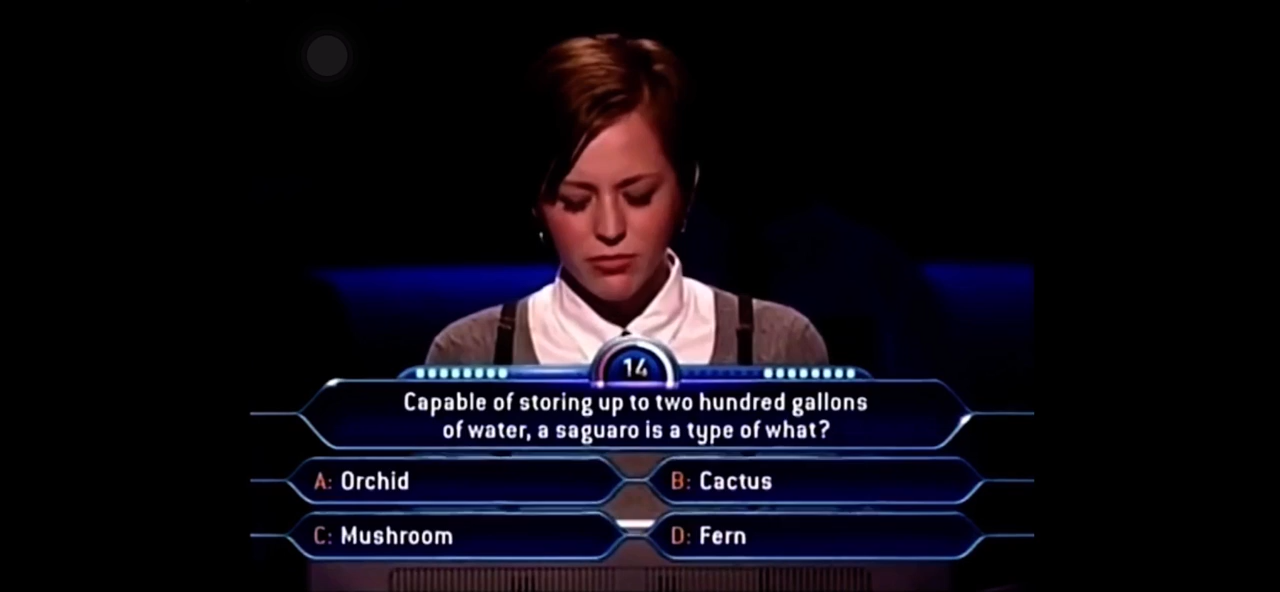 14
Capable of storing up to two hundred gallons
of water, a saguaro is a type of what?
A: Orchid
B: Cactus
C: Mushroom
D: Fern